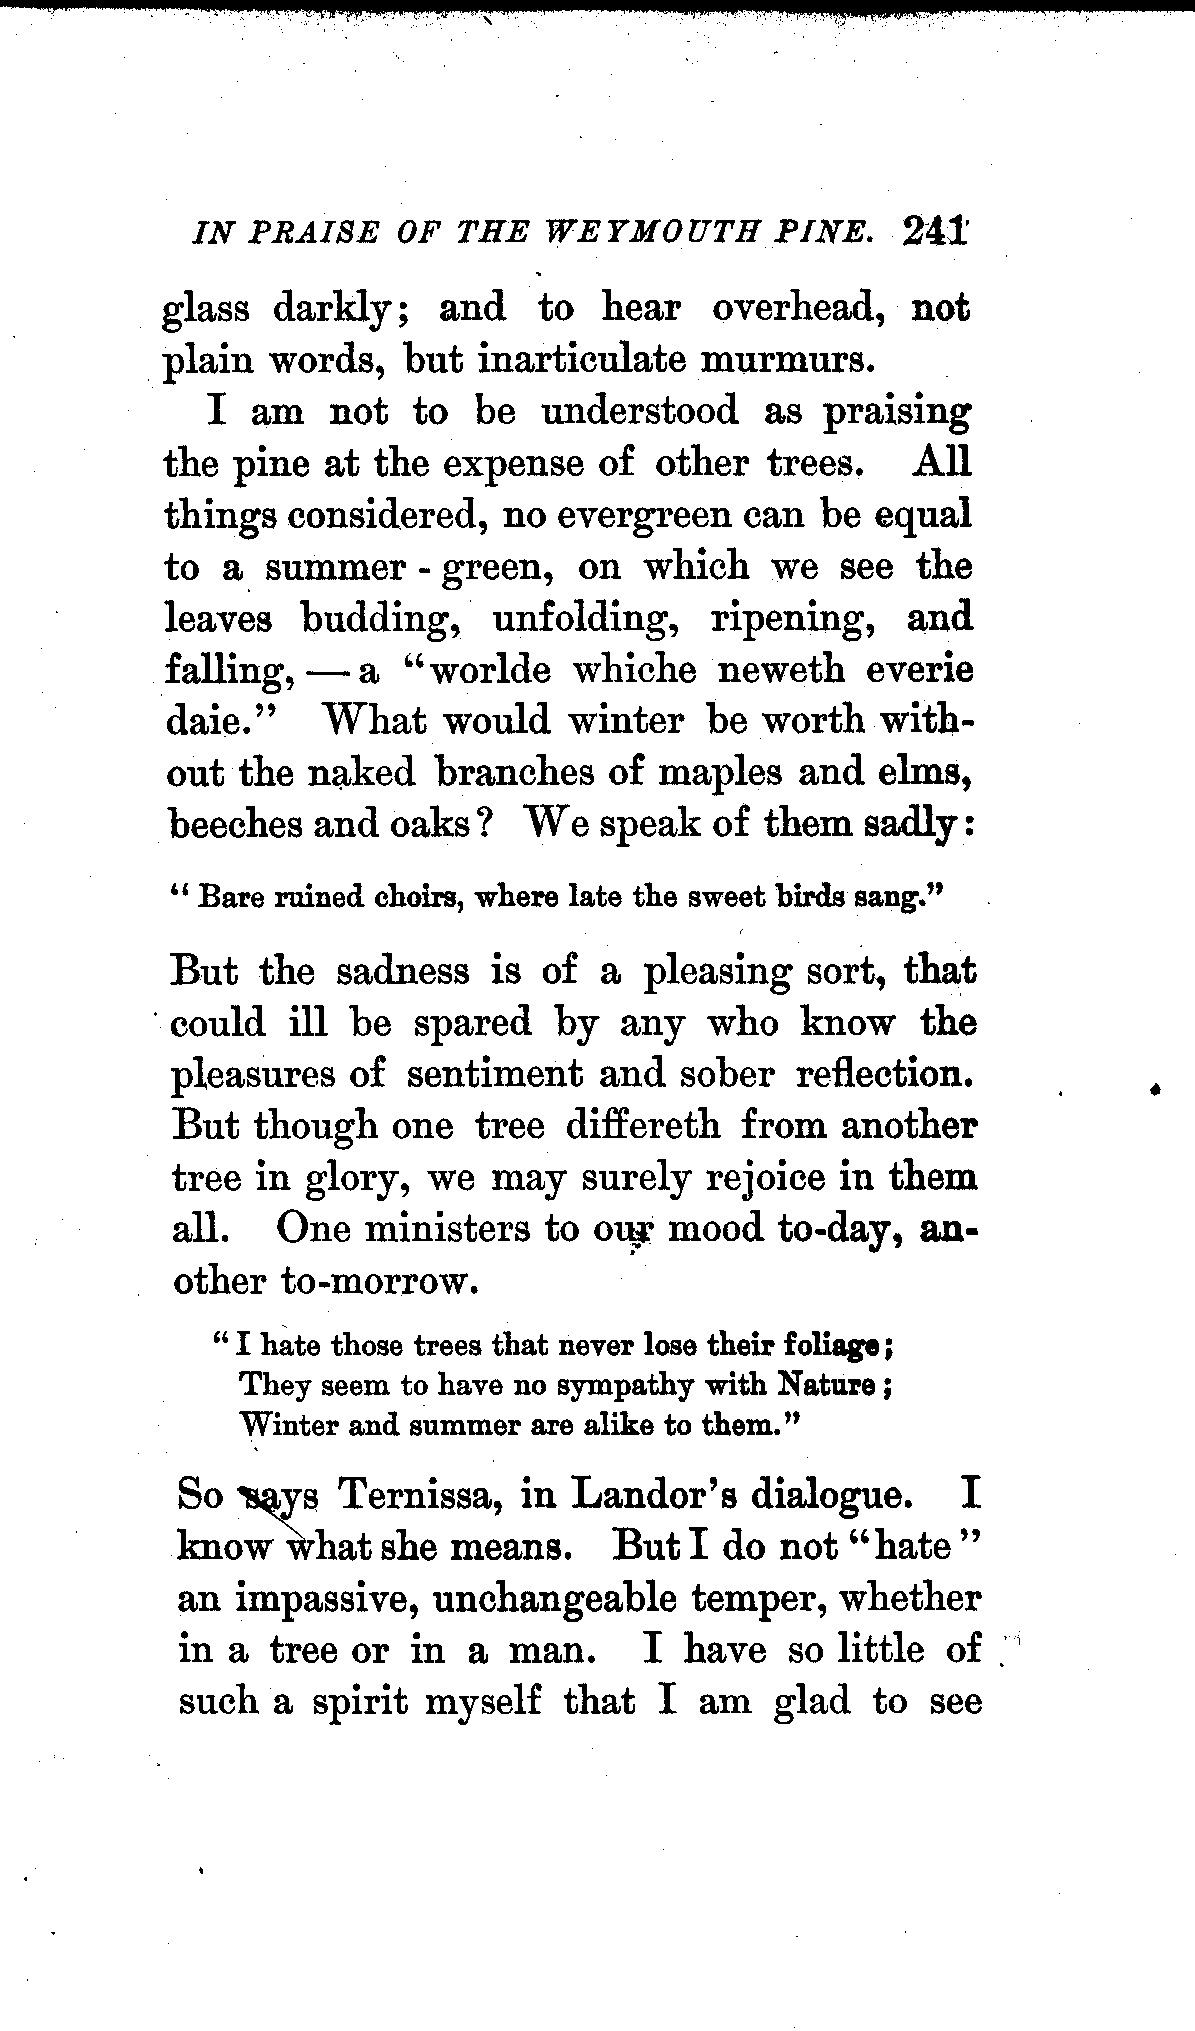 IN PRAISE OF THE WEYMOUTH PINE. 241
glass darkly; and to hear overhead, not
plain words, but inarticulate murmurs.
I am not to be understood as praising
the pine at the expense of other trees. All
things considered, no evergreen can be equal
to a summer-green, on which we see the
leaves budding, unfolding, ripening, and
falling, — a "worlde whiche neweth everie
daie." What would winter be worth with-
out the naked branches of maples and elms,
beeches and oaks? We speak of them sadly:
"Bare ruined choirs, where late the sweet birds sang."
But the sadness is of a pleasing sort, that
could ill be spared by any who know the
pleasures of sentiment and sober reflection.
But though one tree differeth from another
tree in glory, we may surely rejoice in them
all. One ministers to our mood to-day, an-
other to-morrow.
"I hate those trees that never lose their foliage;
They seem to have no sympathy with Nature;
Winter and summer are alike to them."
So says Ternissa, in Landor's dialogue. I
know what she means. But I do not "hate"
an impassive, unchangeable temper, whether
in a tree or in a man. I have so little of
such a spirit myself that I am glad to see